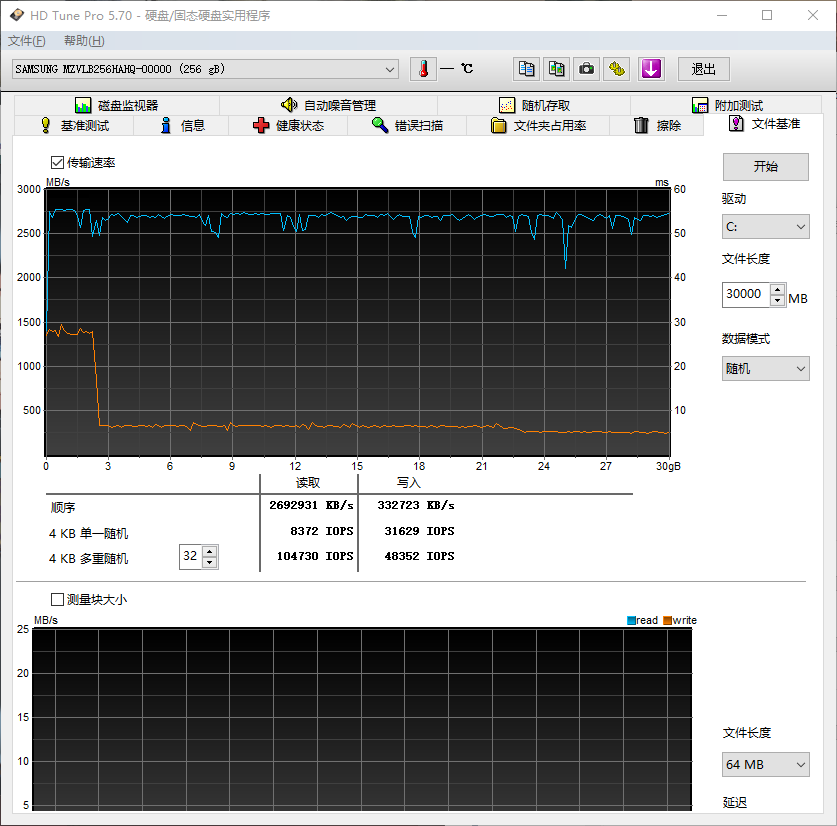 HD Tune Pro 5.70 - 硬盘/固态硬盘实用程序
文件(F) 帮助(H)
SAMSUNG MZVLB256HAHQ-00000 (256 gB)
— ℃
退出
磁盘监视器 自动噪音管理 随机存取 附加测试
基准测试 信息 健康状态 错误扫描 文件夹占用率 擦除 文件基准
传输速率
MB/s ms
开始
驱动
C:
文件长度
30000 MB
数据模式
随机
3000 60
2500 50
2000 40
1500 30
1000 20
500 10
0 3 6 9 12 15 18 21 24 27 30gB
读取 写入
顺序 2692931 KB/s 332723 KB/s
4 KB 单一随机 8372 IOPS 31629 IOPS
4 KB 多重随机 32 104730 IOPS 48352 IOPS
测量块大小
MB/s read write
25
20
15
10
5
文件长度
64 MB
延迟